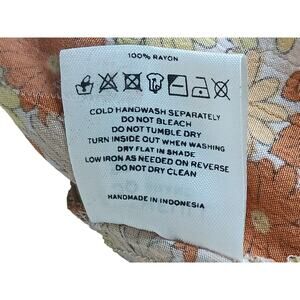 100% RAYON
COLD HANDWASH SEPARATELY
DO NOT BLEACH
DO NOT TUMBLE DRY
TURN INSIDE OUT WHEN WASHING
DRY FLAT IN SHADE
LOW IRON AS NEEDED ON REVERSE
DO NOT DRY CLEAN
HANDMADE IN INDONESIA